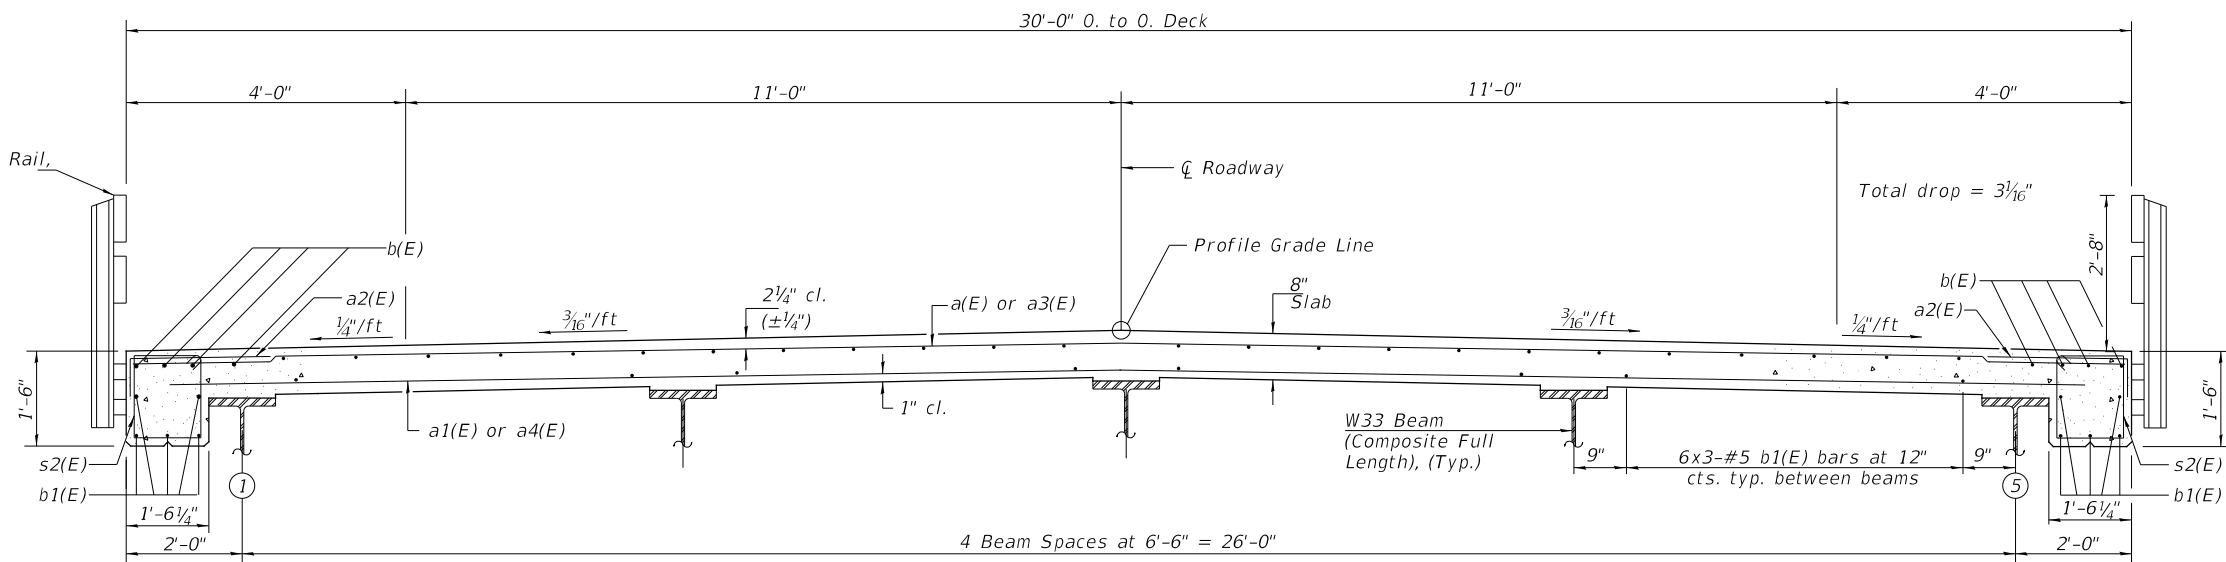 30'-0" O. to O. Deck
4'-0"
11'-0"
11'-0"
4'-0"
Rail,
℄ Roadway
Total drop = 3 1/16"
b(E)
Profile Grade Line
2'-8"
a2(E)
2 1/4" cl.
(±1/4")
a(E) or a3(E)
8"
Slab
b(E)
a2(E)
1/4"/ft
3/16"/ft
3/16"/ft
1/4"/ft
1'-6"
1'-6"
1" cl.
a1(E) or a4(E)
W33 Beam
(Composite Full
Length), (Typ.)
9"
6x3-#5 b1(E) bars at 12"
cts. typ. between beams
9"
s2(E)
s2(E)
b1(E)
b1(E)
1
5
1'-6 1/4"
1'-6 1/4"
2'-0"
4 Beam Spaces at 6'-6" = 26'-0"
2'-0"